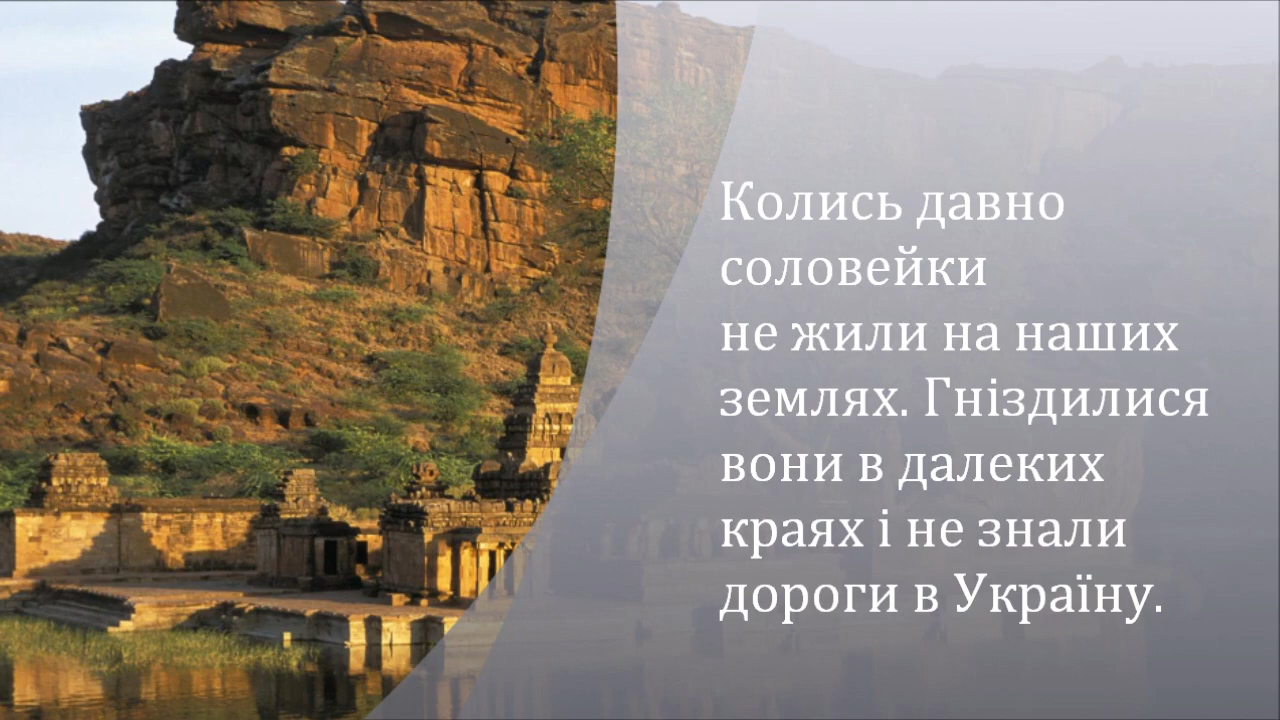 Колись давно
соловейки
не жили на наших
землях. Гніздилися
вони в далеких
краях і не знали
дороги в Україну.